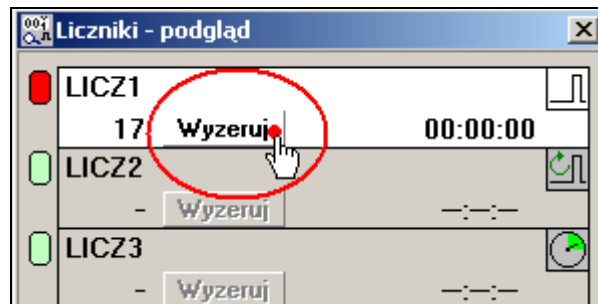 Liczniki - podgląd
LICZ1
17 Wyzeruj 00:00:00
LICZ2
- Wyzeruj --:--:--
LICZ3
- Wyzeruj --:--:--